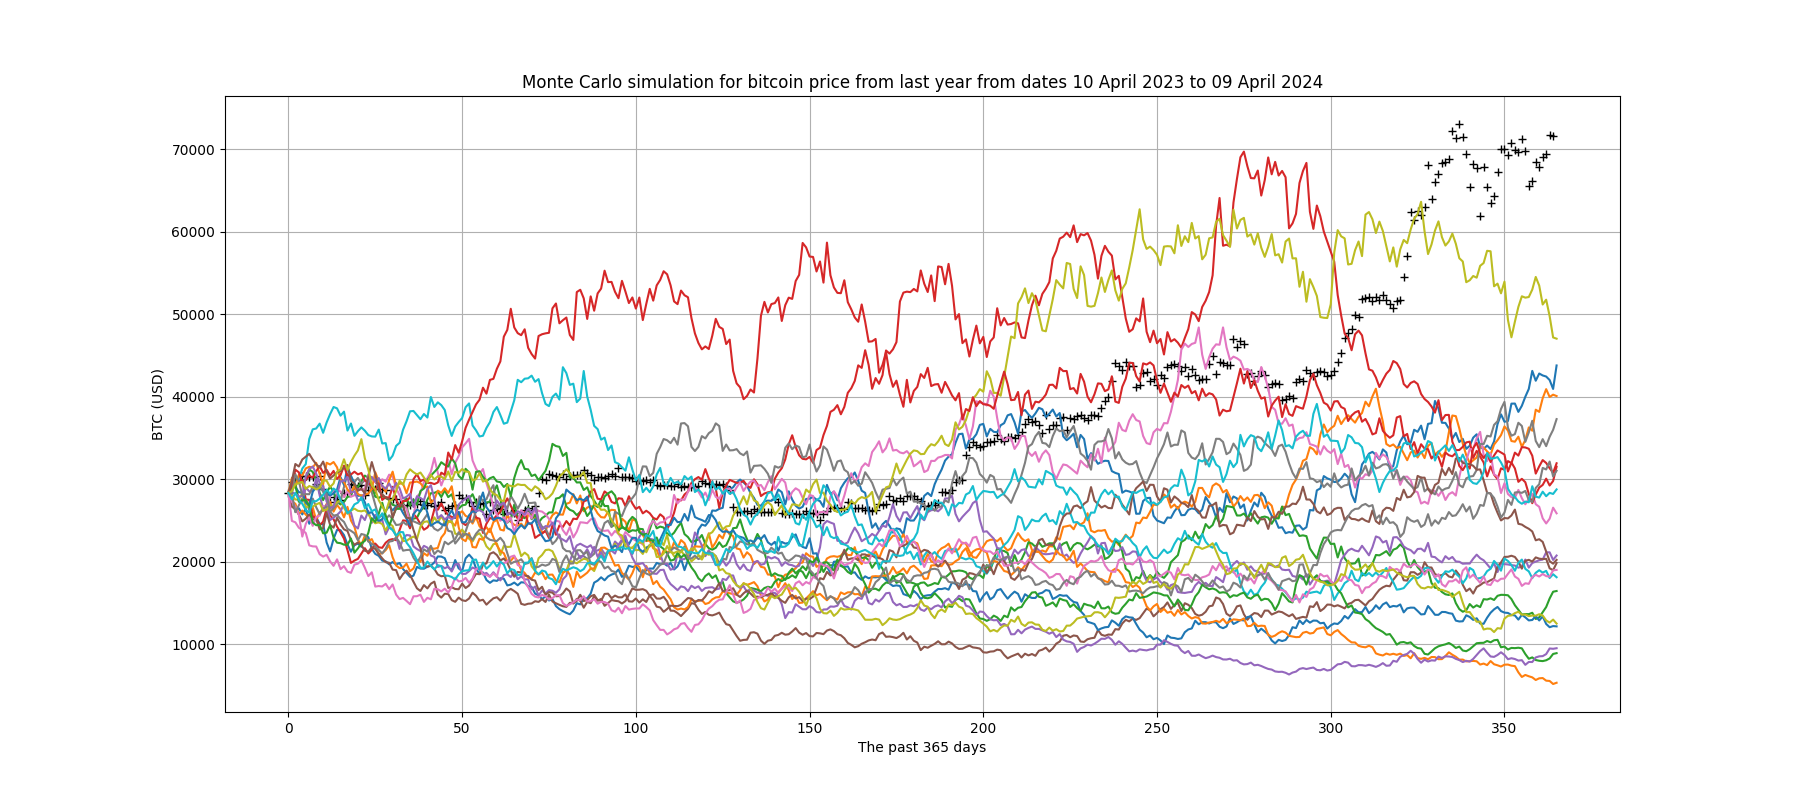 Monte Carlo simulation for bitcoin price from last year from dates 10 April 2023 to 09 April 2024
BTC (USD)
70000
60000
50000
40000
30000
20000
10000
0 50 100 150 200 250 300 350
The past 365 days